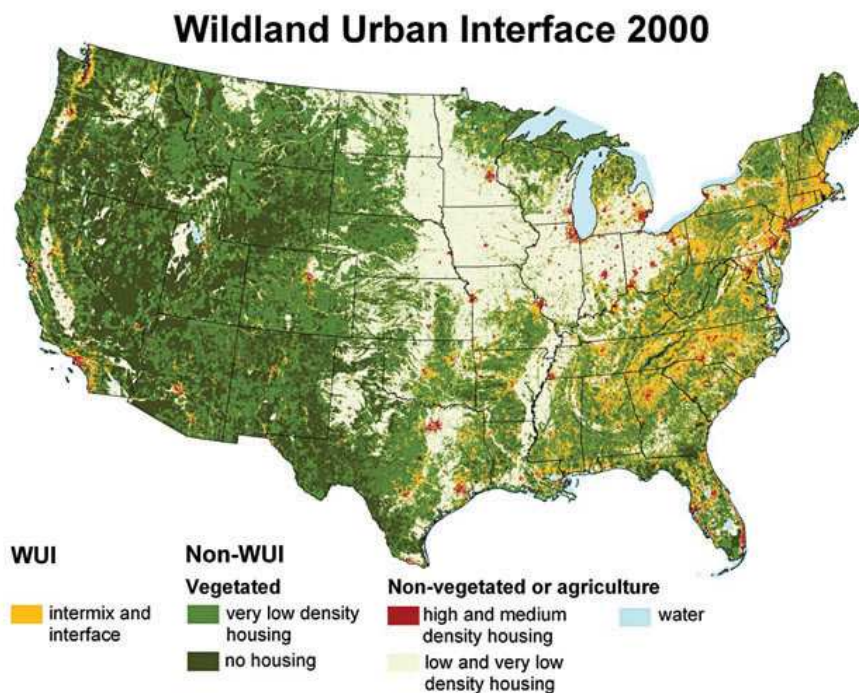 Wildland Urban Interface 2000
WUI
intermix and
interface
Non-WUI
Vegetated
very low density
housing
no housing
Non-vegetated or agriculture
high and medium
density housing
low and very low
density housing
water